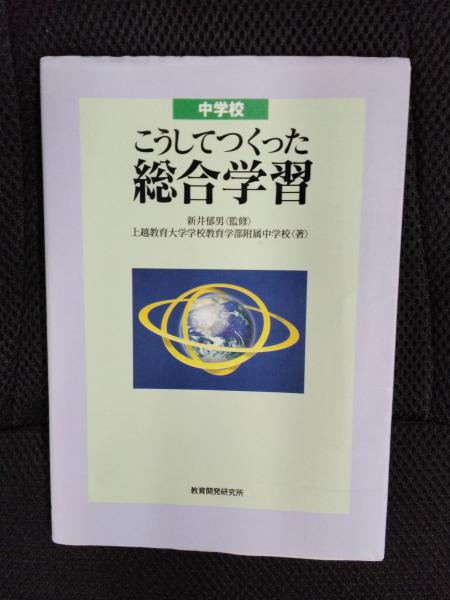 中学校
こうしてつくった
総合学習
新井郁男〈監修〉
上越教育大学学校教育学部附属中学校〈著〉
教育開発研究所